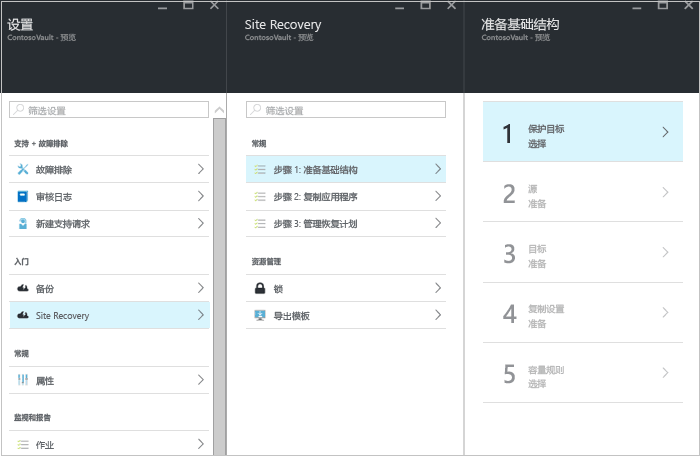 设置
ContosoVault - 预览
筛选设置
支持 + 故障排除
故障排除
审核日志
新建支持请求
入门
备份
Site Recovery
常规
属性
监视和报告
作业
Site Recovery
ContosoVault - 预览
筛选设置
常规
步骤 1: 准备基础结构
步骤 2: 复制应用程序
步骤 3: 管理恢复计划
资源管理
锁
导出模板
准备基础结构
ContosoVault - 预览
1
保护目标
选择
2
源
准备
3
目标
准备
4
复制设置
准备
5
容量规则
选择